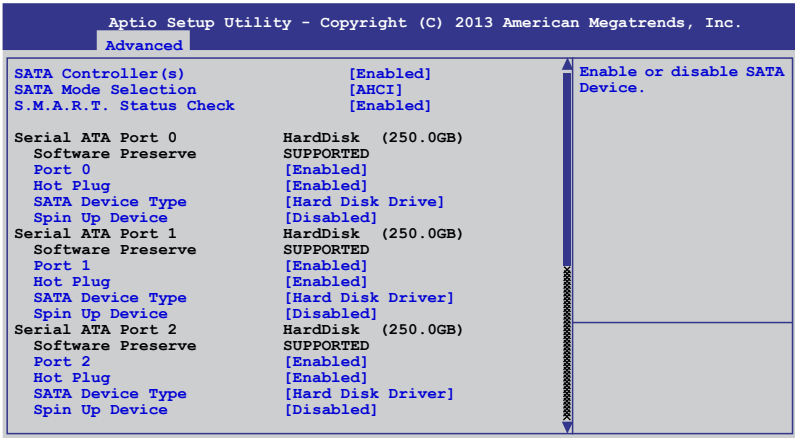 Aptio Setup Utility - Copyright (C) 2013 American Megatrends, Inc.
Advanced
SATA Controller(s) [Enabled]
SATA Mode Selection [AHCI]
S.M.A.R.T. Status Check [Enabled]
Serial ATA Port 0 HardDisk (250.0GB)
Software Preserve SUPPORTED
Port 0 [Enabled]
Hot Plug [Enabled]
SATA Device Type [Hard Disk Drive]
Spin Up Device [Disabled]
Serial ATA Port 1 HardDisk (250.0GB)
Software Preserve SUPPORTED
Port 1 [Enabled]
Hot Plug [Enabled]
SATA Device Type [Hard Disk Driver]
Spin Up Device [Disabled]
Serial ATA Port 2 HardDisk (250.0GB)
Software Preserve SUPPORTED
Port 2 [Enabled]
Hot Plug [Enabled]
SATA Device Type [Hard Disk Driver]
Spin Up Device [Disabled]
Enable or disable SATA
Device.